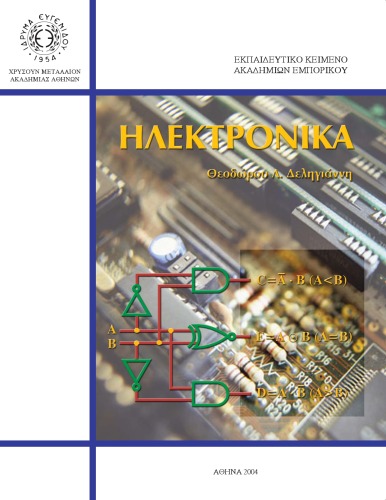 ΙΔΡΥΜΑ ΕΥΓΕΝΙΔΟΥ
1954
ΧΡΥΣΟΥΝ ΜΕΤΑΛΛΙΟΝ
ΑΚΑΔΗΜΙΑΣ ΑΘΗΝΩΝ
ΕΚΠΑΙΔΕΥΤΙΚΟ ΚΕΙΜΕΝΟ
ΑΚΑΔΗΜΙΩΝ ΕΜΠΟΡΙΚΟΥ
ΗΛΕΚΤΡΟΝΙΚΑ
Θεοδώρου Λ. Δεληγιάννη
C=A̅ · B (A<B)
A
B
E=A ⊙ B (A=B)
D=A · B̅ (A>B)
ΑΘΗΝΑ 2004